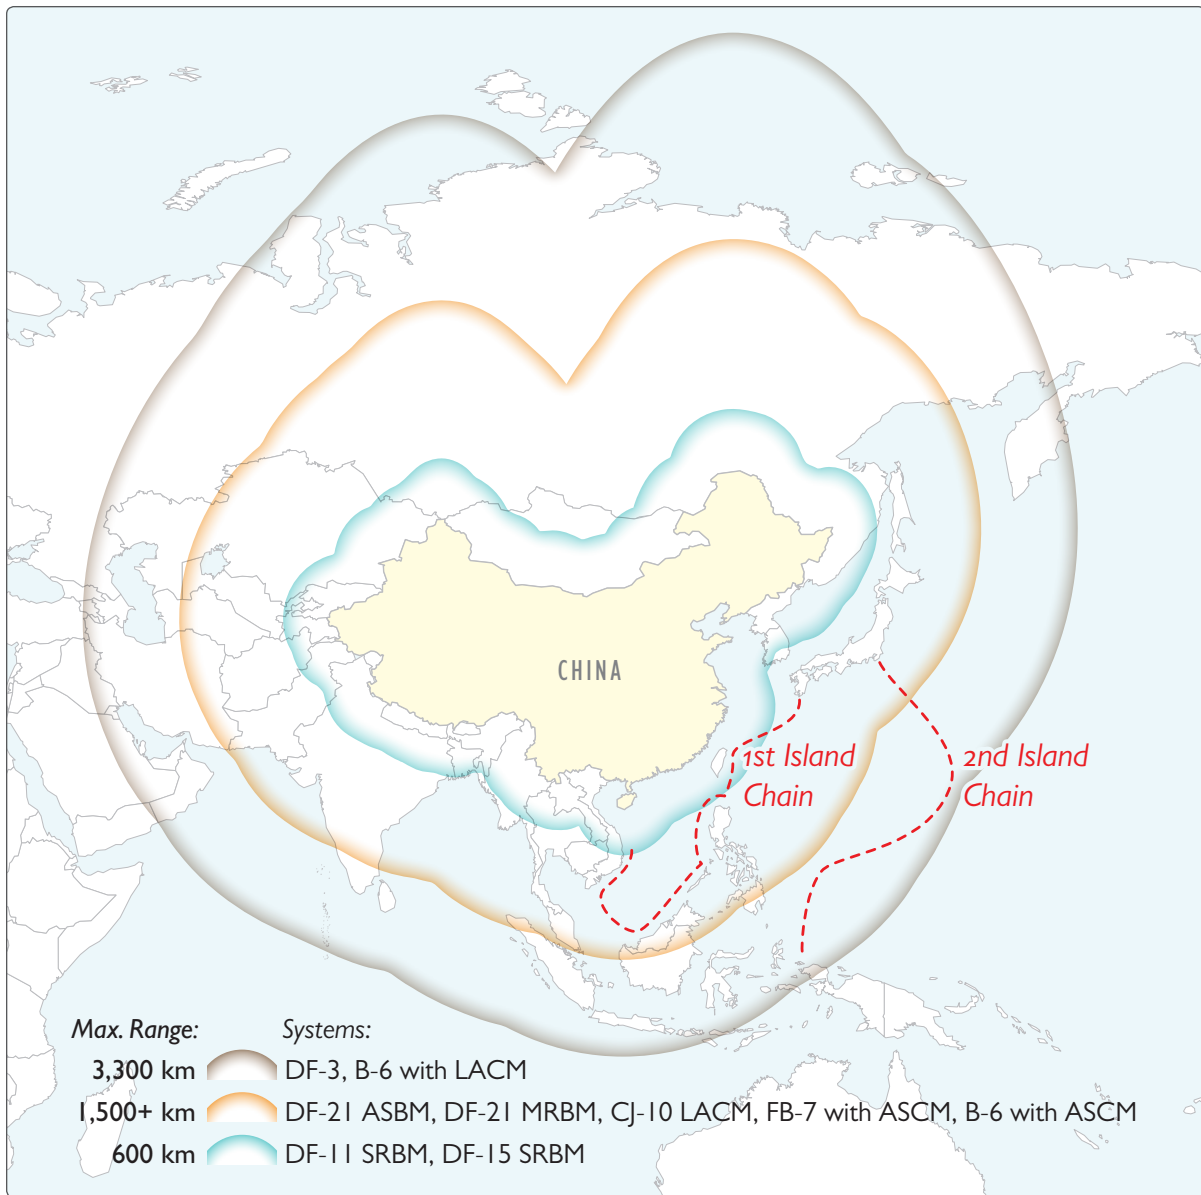 CHINA
1st Island
Chain
2nd Island
Chain
Max. Range: Systems:
3,300 km DF-3, B-6 with LACM
1,500+ km DF-21 ASBM, DF-21 MRBM, CJ-10 LACM, FB-7 with ASCM, B-6 with ASCM
600 km DF-11 SRBM, DF-15 SRBM